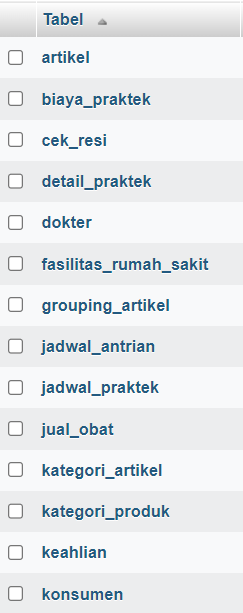 Tabel
artikel
biaya_praktek
cek_resi
detail_praktek
dokter
fasilitas_rumah_sakit
grouping_artikel
jadwal_antrian
jadwal_praktek
jual_obat
kategori_artikel
kategori_produk
keahlian
konsumen